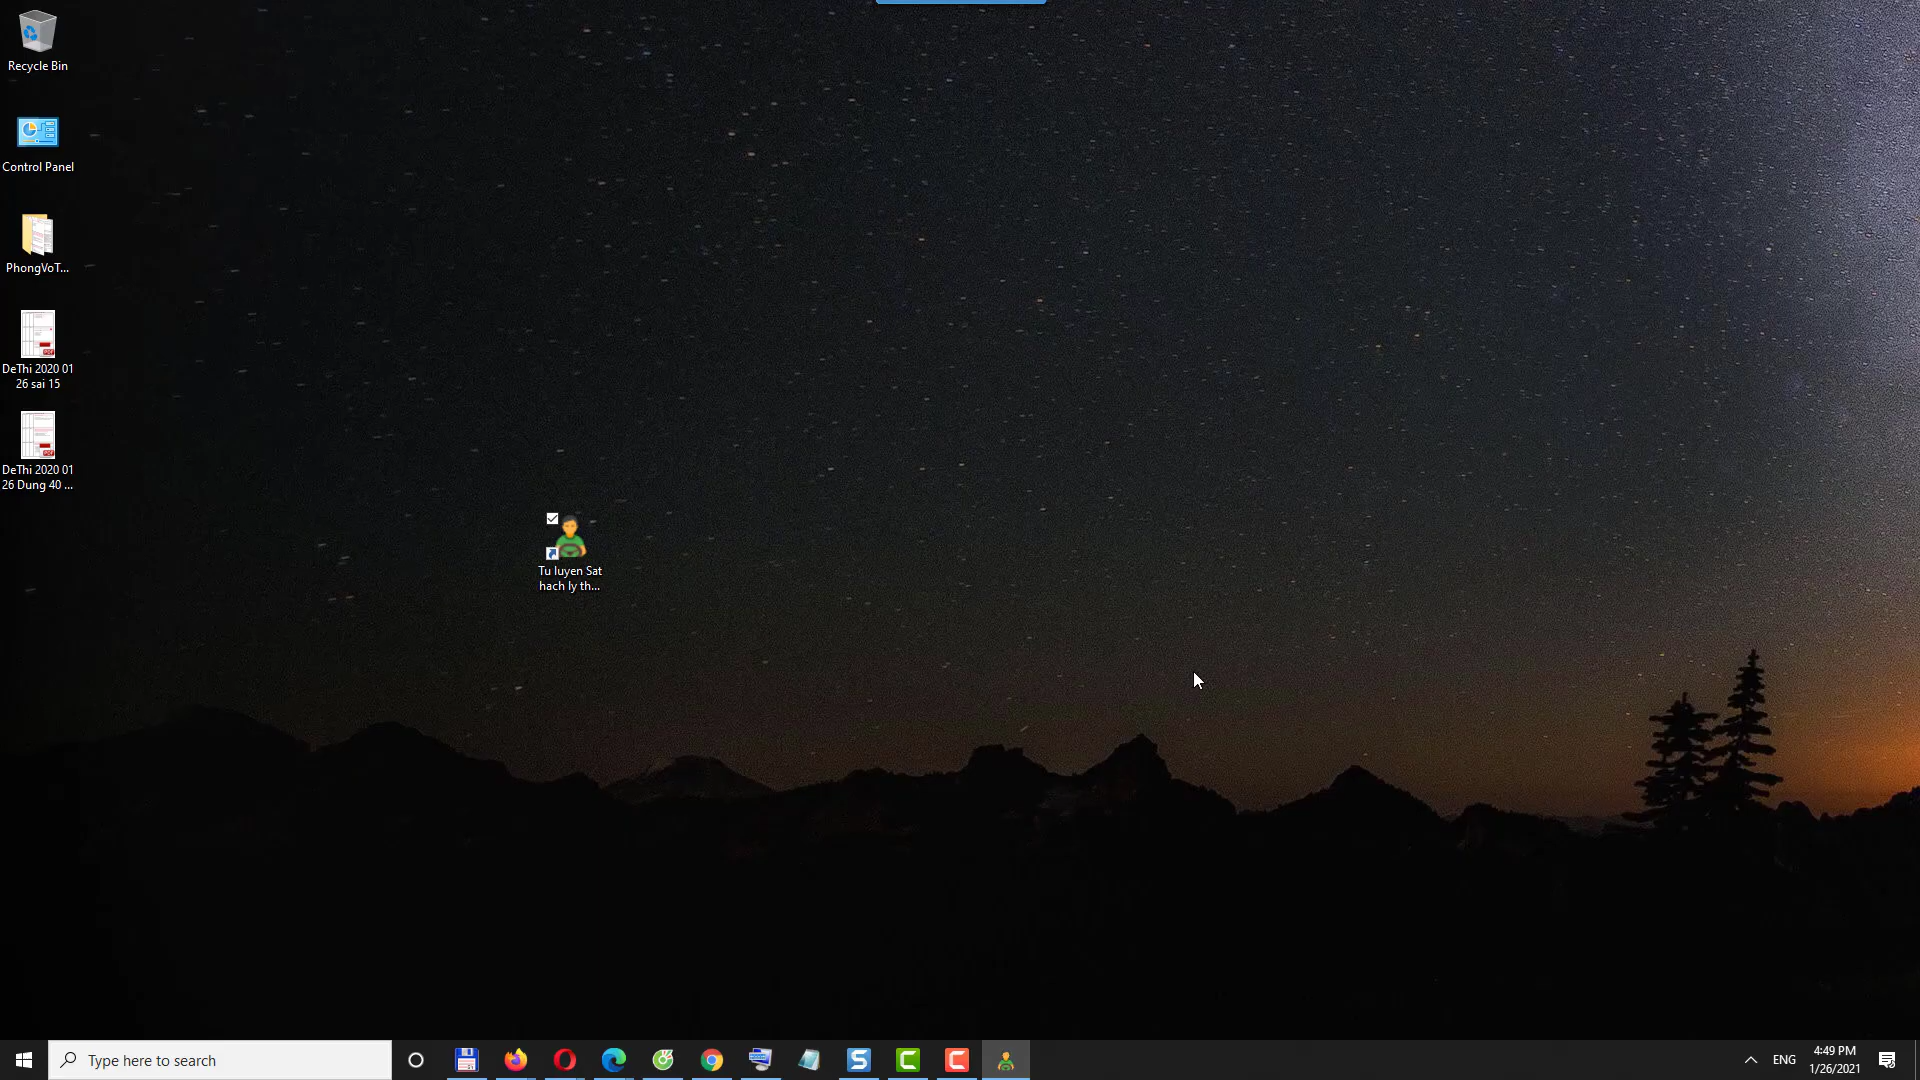 Recycle Bin
Control Panel
PhongVoT...
DeThi 2020 01
26 sai 15
DeThi 2020 01
26 Dung 40 ...
Tu luyen Sat
hach ly th...
Type here to search
ENG
4:49 PM
1/26/2021